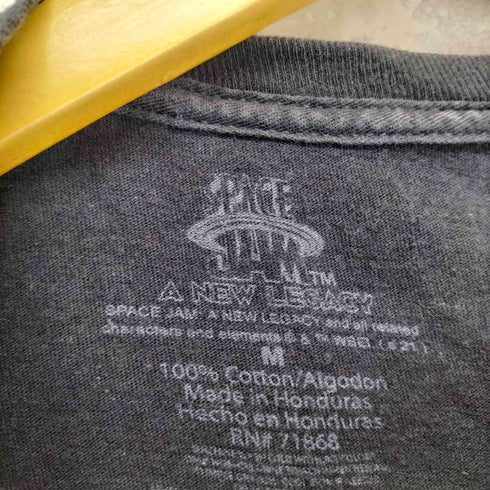 SPACE
JAM™
A NEW LEGACY
SPACE JAM: A NEW LEGACY and all related
characters and elements © & ™ WBEI. (s21)
M
100% Cotton/Algodon
Made in Honduras
Hecho en Honduras
RN# 71868